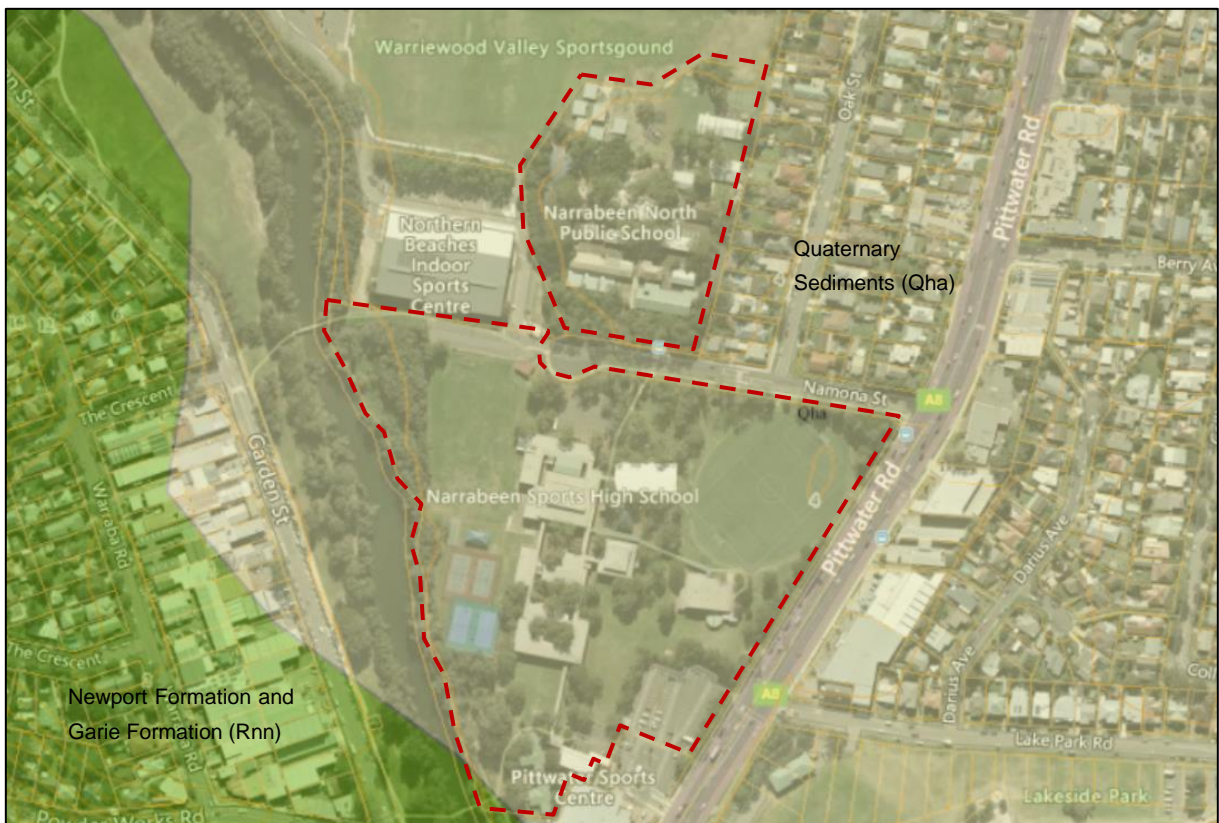 Warriewood Valley Sportsgound
Oak St
Pittwater Rd
Narrabeen North
Public School
Northern
Beaches
Indoor
Sports
Centre
Quaternary
Sediments (Qha)
Berry Av
The Crescent
Namona St
A8
Qha
Garden St
Narrabeen Sports High School
Warraba Rd
Pittwater Rd
Darius Ave
The Crescent
Newport Formation and
Garie Formation (Rnn)
A8
Darius Ave
Coll
Lake Park Rd
Pittwater Sports
Centre
Lakeside Park
Powder Works Rd